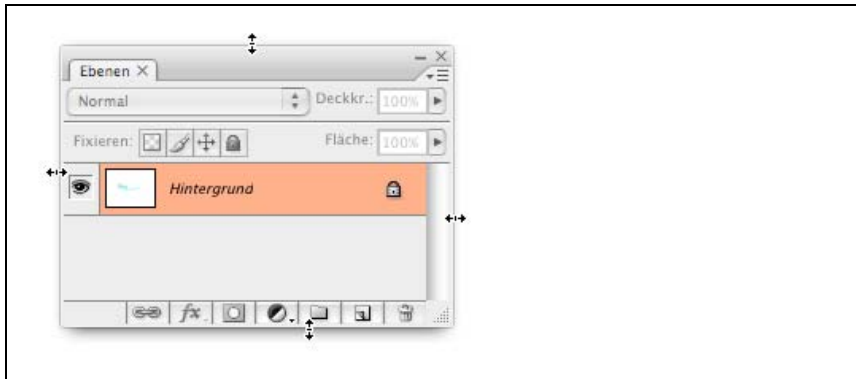 Ebenen
Normal Deckkr.: 100%
Fixieren: Fläche: 100%
Hintergrund
fx